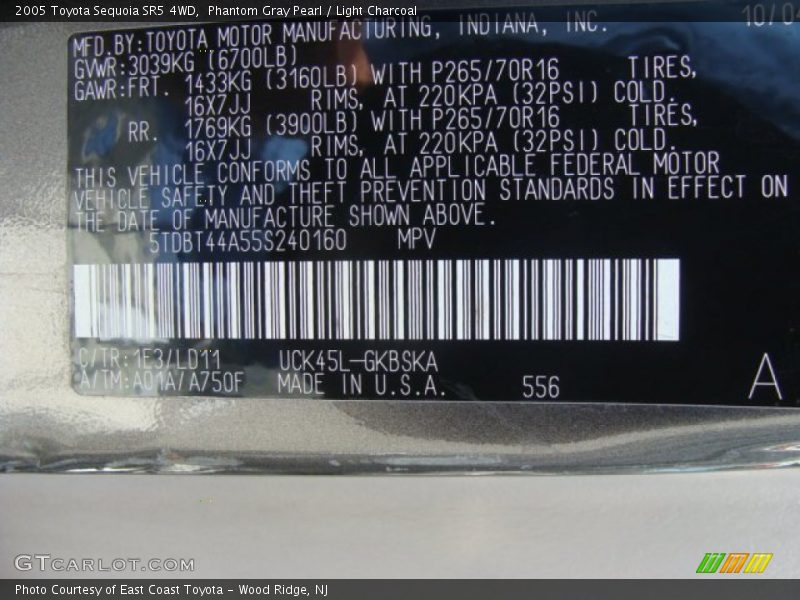 2005 Toyota Sequoia SR5 4WD, Phantom Gray Pearl / Light Charcoal
10/04
MFD.BY:TOYOTA MOTOR MANUFACTURING, INDIANA, INC.
GVWR:3039KG (6700LB)
GAWR:FRT. 1433KG (3160LB) WITH P265/70R16 TIRES,
16X7JJ RIMS, AT 220KPA (32PSI) COLD.
RR. 1769KG (3900LB) WITH P265/70R16 TIRES,
16X7JJ RIMS, AT 220KPA (32PSI) COLD.
THIS VEHICLE CONFORMS TO ALL APPLICABLE FEDERAL MOTOR
VEHICLE SAFETY AND THEFT PREVENTION STANDARDS IN EFFECT ON
THE DATE OF MANUFACTURE SHOWN ABOVE.
5TDBT44A55S240160 MPV
C/TR:1E3/LD11 UCK45L-GKBSKA
A/TM:A01A/A750F MADE IN U.S.A. 556 A
GTCARLOT.COM
Photo Courtesy of East Coast Toyota - Wood Ridge, NJ